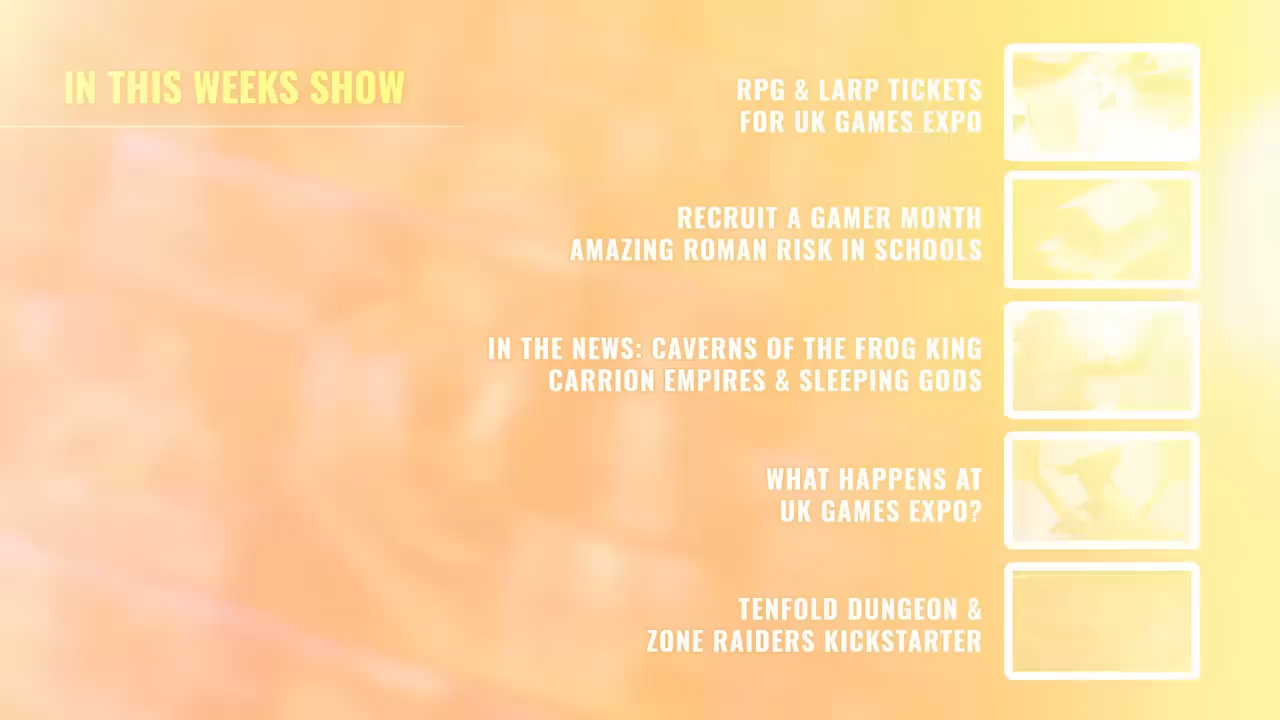 IN THIS WEEKS SHOW
RPG & LARP TICKETS
FOR UK GAMES EXPO
RECRUIT A GAMER MONTH
AMAZING ROMAN RISK IN SCHOOLS
IN THE NEWS: CAVERNS OF THE FROG KING
CARRION EMPIRES & SLEEPING GODS
WHAT HAPPENS AT
UK GAMES EXPO?
TENFOLD DUNGEON &
ZONE RAIDERS KICKSTARTER